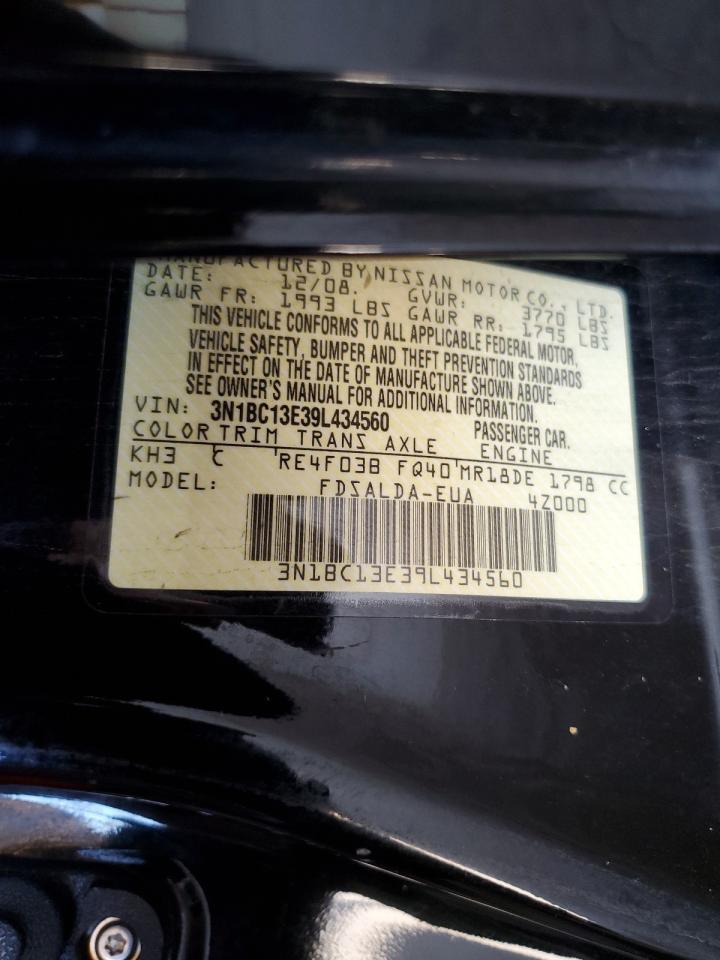 MANUFACTURED BY NISSAN MOTOR CO., LTD.
DATE: 12/08. GVWR: 3770 LBS
GAWR FR: 1993 LBS GAWR RR: 1795 LBS
THIS VEHICLE CONFORMS TO ALL APPLICABLE FEDERAL MOTOR,
VEHICLE SAFETY, BUMPER AND THEFT PREVENTION STANDARDS
IN EFFECT ON THE DATE OF MANUFACTURE SHOWN ABOVE.
SEE OWNER'S MANUAL FOR ADDITIONAL INFORMATION.
VIN: 3N1BC13E39L434560 PASSENGER CAR.
COLOR TRIM TRANS AXLE ENGINE
KH3 C RE4F03B FQ40 MR18DE 1798 CC
MODEL: FDSALDA-EUA 4Z000
3N1BC13E39L434560